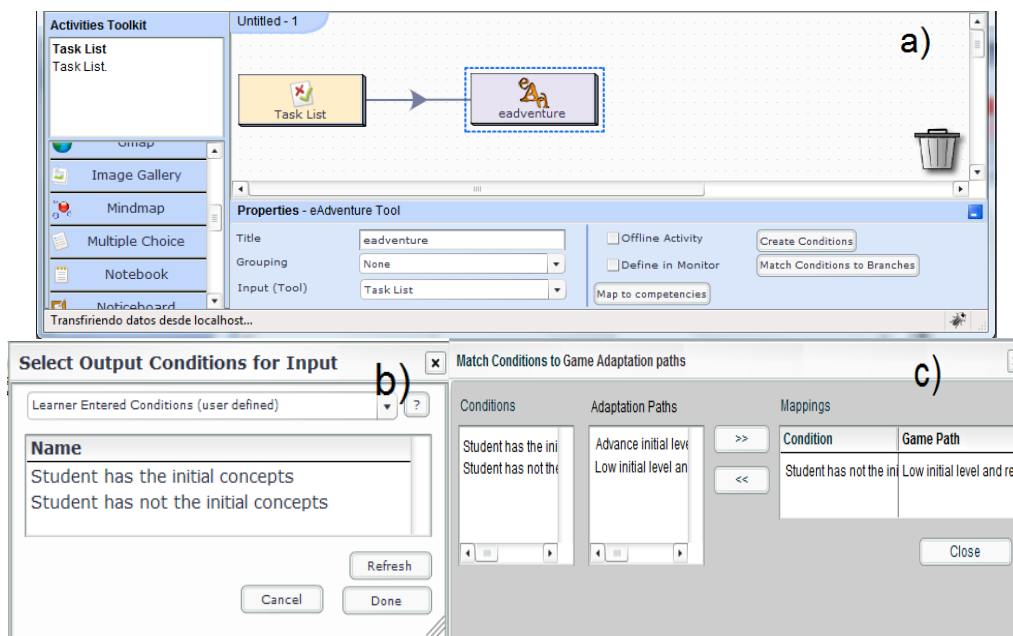 Activities Toolkit
Task List
Task List.
Gmap
Image Gallery
Mindmap
Multiple Choice
Notebook
Noticeboard
Untitled - 1
a)
Task List
eAa
eadventure
Properties - eAdventure Tool
Title
eadventure
Offline Activity
Create Conditions
Grouping
None
Define in Monitor
Match Conditions to Branches
Input (Tool)
Task List
Map to competencies
Transfiriendo datos desde localhost...
Select Output Conditions for Input
x
b)
Learner Entered Conditions (user defined)
?
Name
Student has the initial concepts
Student has not the initial concepts
Refresh
Cancel
Done
Match Conditions to Game Adaptation paths
c)
Conditions
Adaptation Paths
Mappings
Student has the ini
Student has not the
Advance initial leve
Low initial level an
>>
<<
Condition
Game Path
Student has not the ini
Low initial level and re
Close